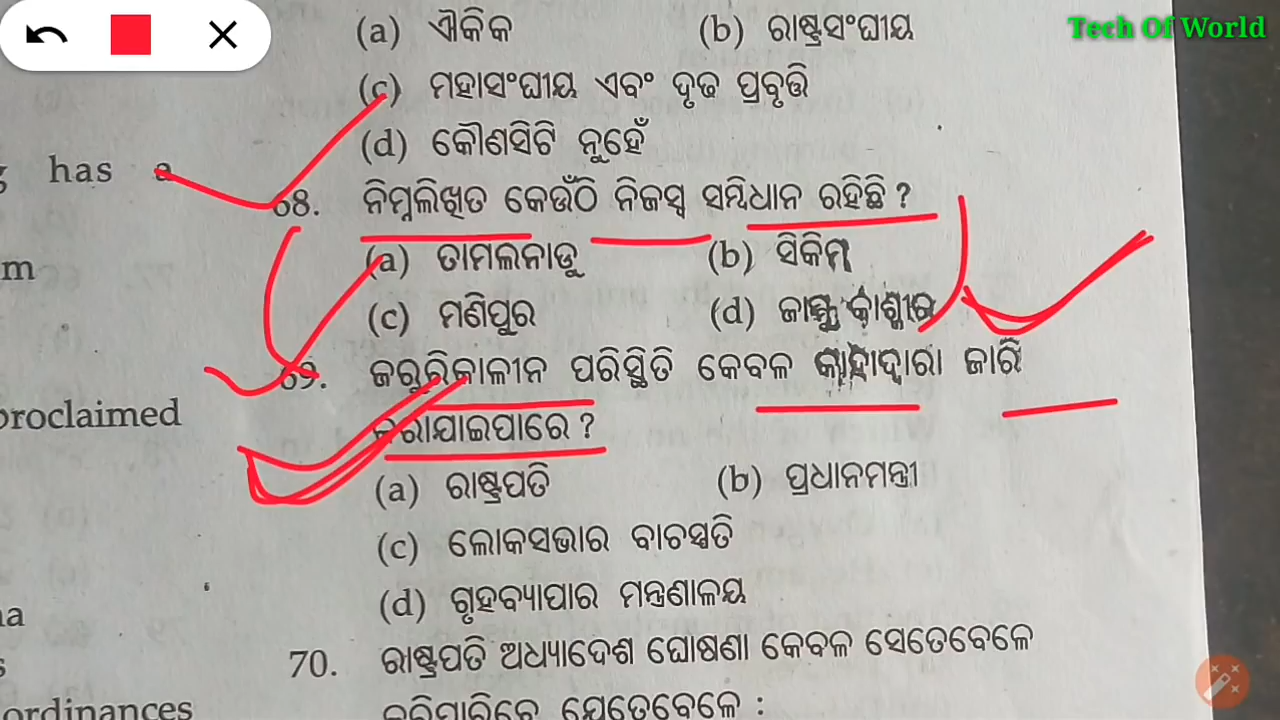 Tech Of World
(a) ଐକିକ (b) ରାଷ୍ଟ୍ରସଂଘୀୟ
(c) ମହାସଂଘୀୟ ଏବଂ ଦୃଢ ପ୍ରବୃତ୍ତି
(d) କୌଣସିଟି ନୁହେଁ
has a
68. ନିମ୍ନଲିଖିତ କେଉଁଠି ନିଜସ୍ୱ ସମ୍ବିଧାନ ରହିଛି ?
(a) ତାମଲନାଡୁ (b) ସିକିମ
(c) ମଣିପୁର (d) ଜାମ୍ମୁ କାଶ୍ମୀର
69. ଜରୁରିକାଳୀନ ପରିସ୍ଥିତି କେବଳ କାହାଦ୍ୱାରା ଜାରି
proclaimed
କରାଯାଇପାରେ ?
(a) ରାଷ୍ଟ୍ରପତି (b) ପ୍ରଧାନମନ୍ତ୍ରୀ
(c) ଲୋକସଭାର ବାଚସ୍ପତି
(d) ଗୃହବ୍ୟାପାର ମନ୍ତ୍ରଣାଳୟ
70. ରାଷ୍ଟ୍ରପତି ଅଧ୍ୟାଦେଶ ଘୋଷଣା କେବଳ ସେତେବେଳେ
ordinances
କରିପାରିବେ ଯେତେବେଳେ :